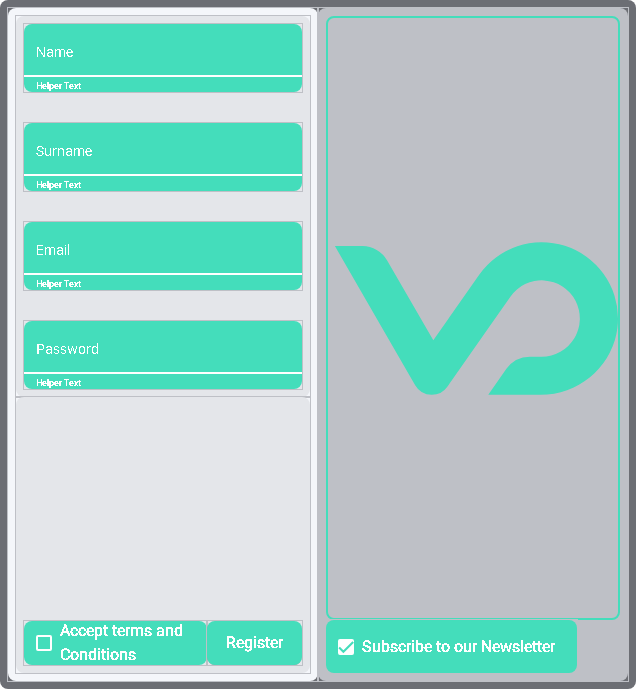 Name
Helper Text
Surname
Helper Text
Email
Helper Text
Password
Helper Text
Accept terms and
Conditions
Register
Subscribe to our Newsletter